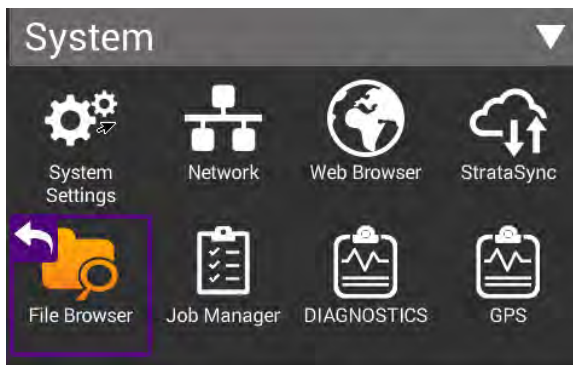 System
System
Settings
Network
Web Browser
StrataSync
File Browser
Job Manager
DIAGNOSTICS
GPS